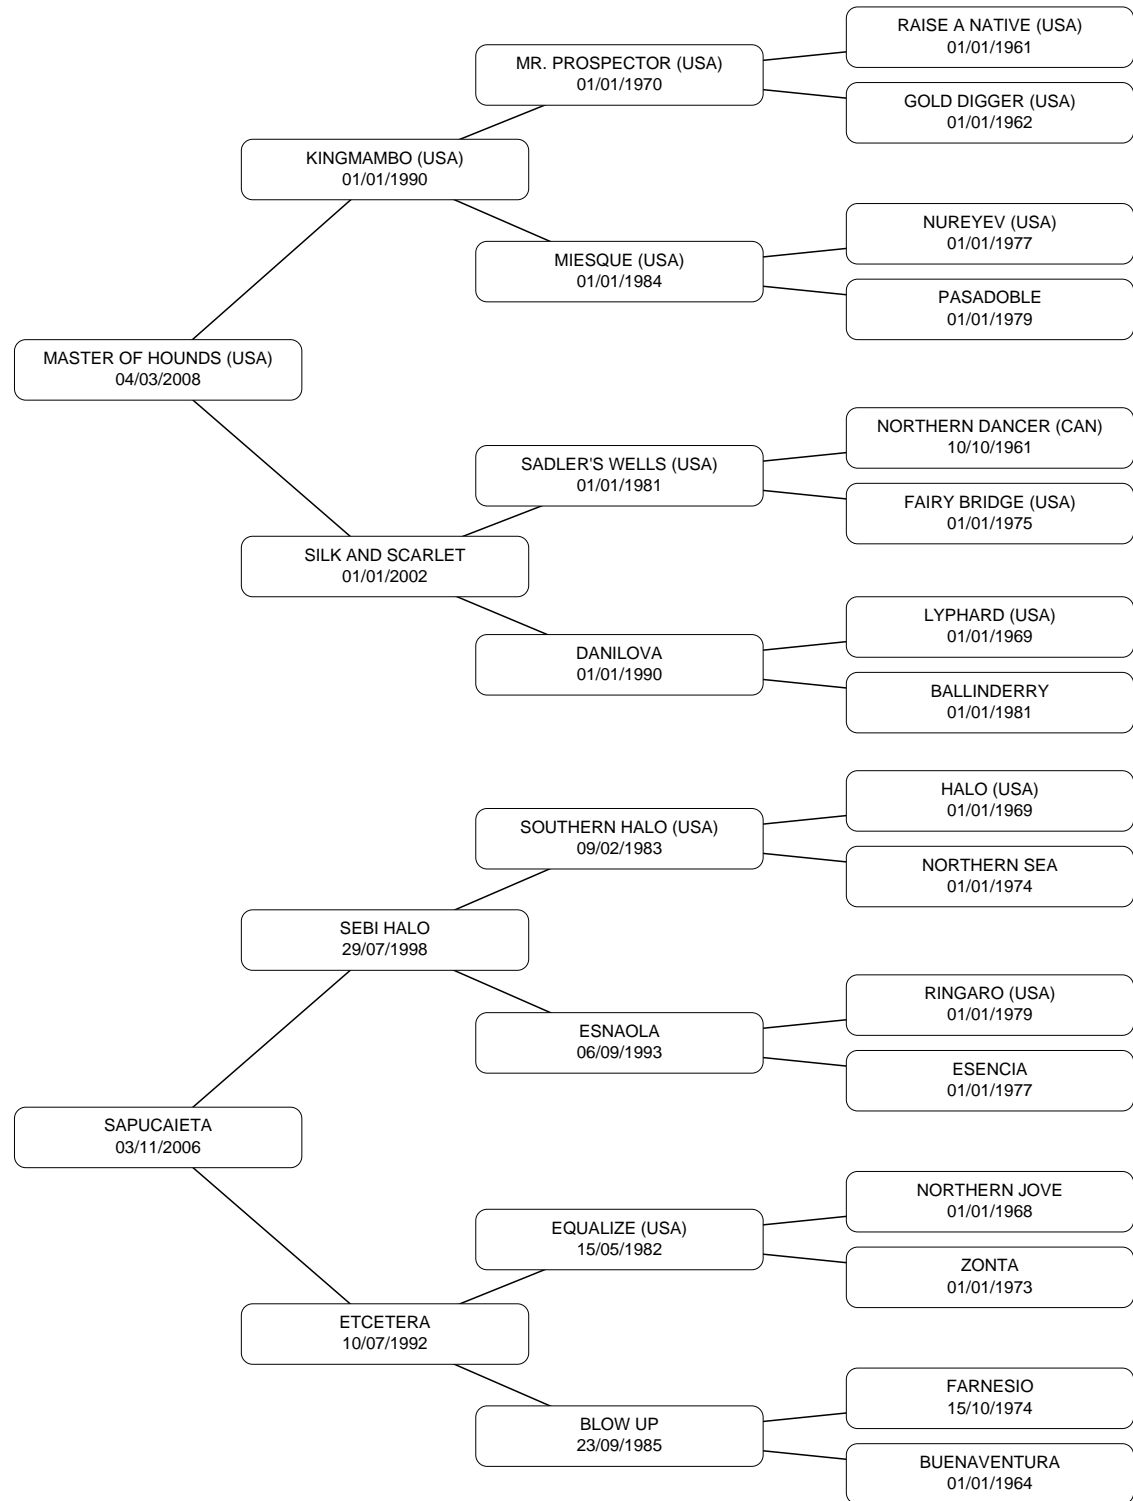 RAISE A NATIVE (USA)
01/01/1961
MR. PROSPECTOR (USA)
01/01/1970
GOLD DIGGER (USA)
01/01/1962
KINGMAMBO (USA)
01/01/1990
NUREYEV (USA)
01/01/1977
MIESQUE (USA)
01/01/1984
PASADOBLE
01/01/1979
MASTER OF HOUNDS (USA)
04/03/2008
NORTHERN DANCER (CAN)
10/10/1961
SADLER'S WELLS (USA)
01/01/1981
FAIRY BRIDGE (USA)
01/01/1975
SILK AND SCARLET
01/01/2002
LYPHARD (USA)
01/01/1969
DANILOVA
01/01/1990
BALLINDERRY
01/01/1981
HALO (USA)
01/01/1969
SOUTHERN HALO (USA)
09/02/1983
NORTHERN SEA
01/01/1974
SEBI HALO
29/07/1998
RINGARO (USA)
01/01/1979
ESNAOLA
06/09/1993
ESENCIA
01/01/1977
SAPUCAIETA
03/11/2006
NORTHERN JOVE
01/01/1968
EQUALIZE (USA)
15/05/1982
ZONTA
01/01/1973
ETCETERA
10/07/1992
FARNESIO
15/10/1974
BLOW UP
23/09/1985
BUENAVENTURA
01/01/1964